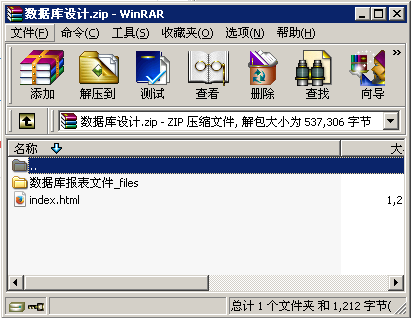 数据库设计.zip - WinRAR
文件(F) 命令(C) 工具(S) 收藏夹(O) 选项(N) 帮助(H)
添加 解压到 测试 查看 删除 查找 向导 »
数据库设计.zip - ZIP 压缩文件, 解包大小为 537,306 字节
名称 大
..
数据库报表文件_files
index.html 1,2
总计 1 个文件夹 和 1,212 字节(